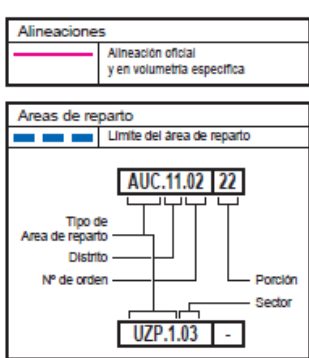 Alineaciones
Alineación oficial
y en volumetría específica
Areas de reparto
Límite del área de reparto
AUC.11.02 22
Tipo de
Area de reparto
Distrito
Nº de orden
Porción
Sector
UZP.1.03 -